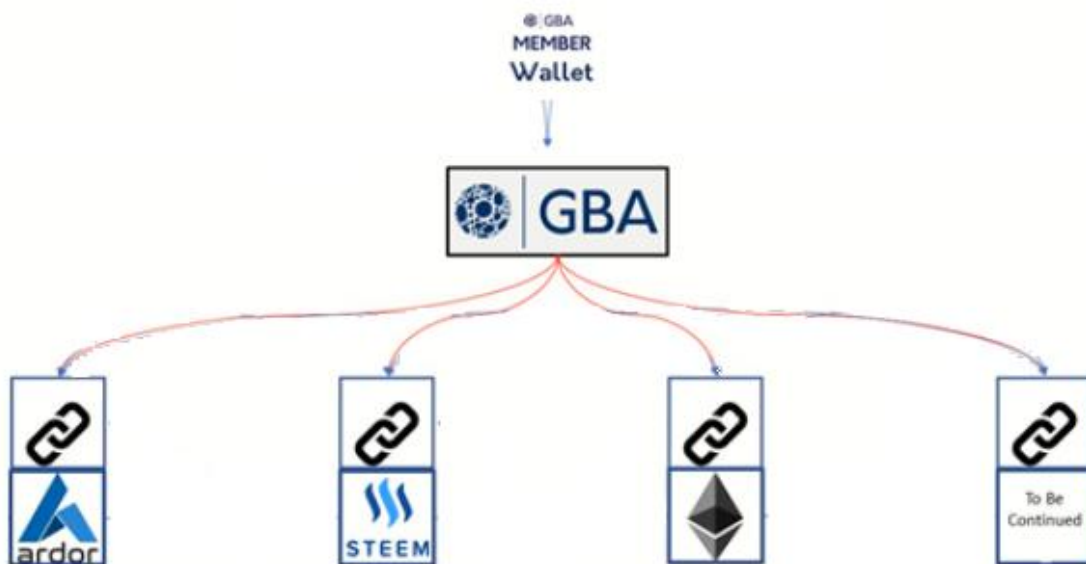 GBA
MEMBER
Wallet
GBA
ardor
STEEM
To Be
Continued